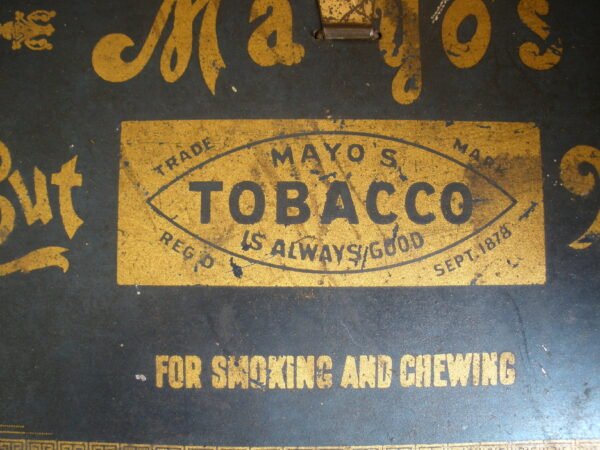 Mayo's
Cut
TRADE MARK
MAYO'S
TOBACCO
IS ALWAYS GOOD
REG'D SEPT. 1878
FOR SMOKING AND CHEWING